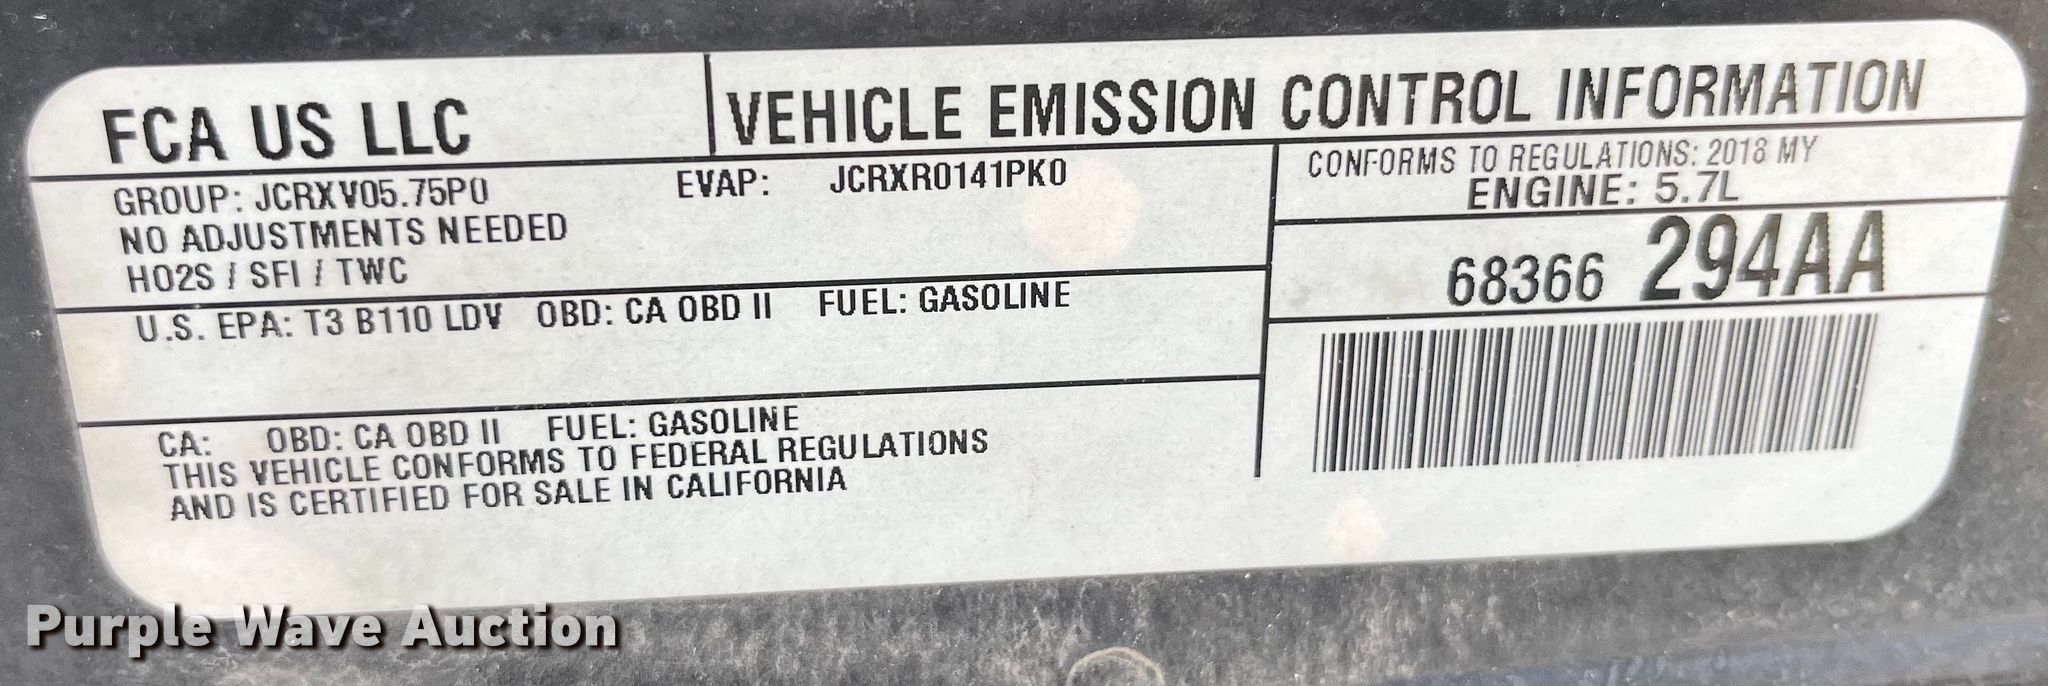 FCA US LLC
VEHICLE EMISSION CONTROL INFORMATION
GROUP: JCRXV05.75P0 EVAP: JCRXR0141PK0
NO ADJUSTMENTS NEEDED
HO2S / SFI / TWC
CONFORMS TO REGULATIONS: 2018 MY
ENGINE: 5.7L
68366 294AA
U.S. EPA: T3 B110 LDV OBD: CA OBD II FUEL: GASOLINE
CA: OBD: CA OBD II FUEL: GASOLINE
THIS VEHICLE CONFORMS TO FEDERAL REGULATIONS
AND IS CERTIFIED FOR SALE IN CALIFORNIA
Purple Wave Auction